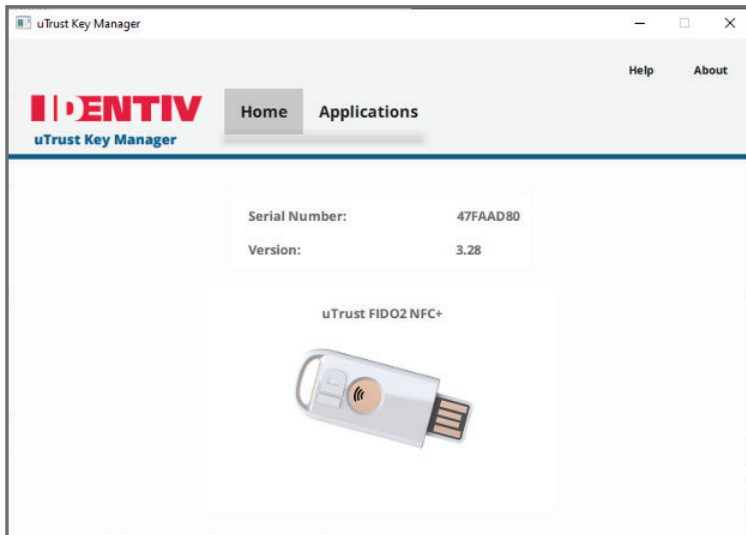 uTrust Key Manager
Help About
IDENTIV
uTrust Key Manager
Home Applications
Serial Number: 47FAAD80
Version: 3.28
uTrust FIDO2 NFC+